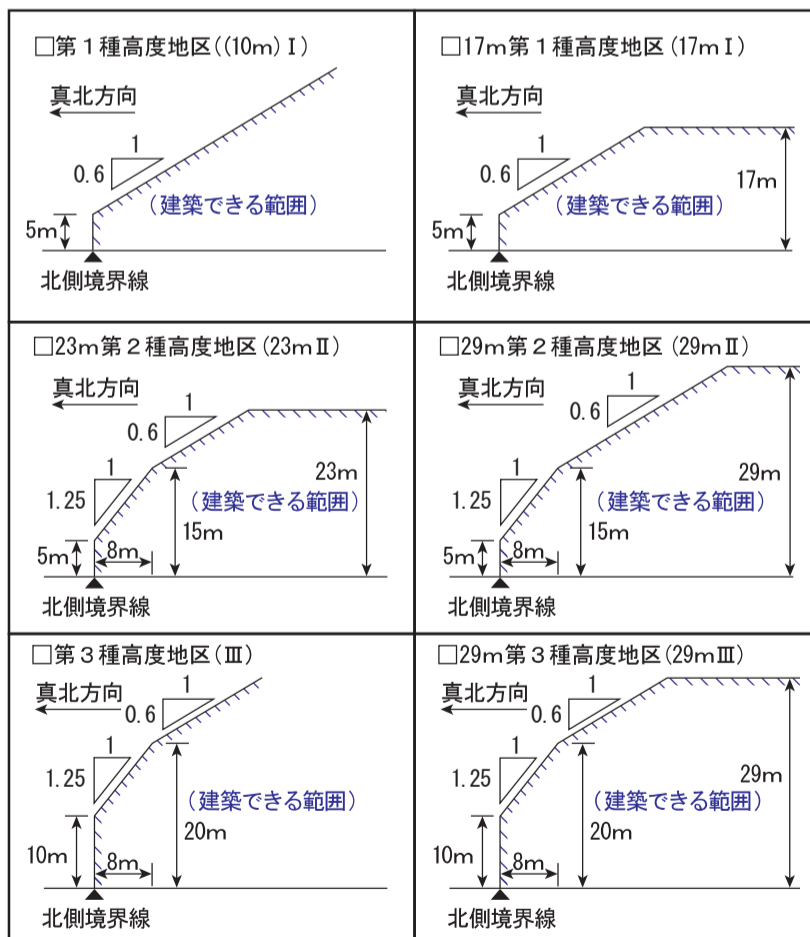 □第1種高度地区((10m)Ⅰ)
真北方向
1
0.6
(建築できる範囲)
5m
北側境界線
□17m第1種高度地区(17mⅠ)
真北方向
1
0.6
17m
(建築できる範囲)
5m
北側境界線
□23m第2種高度地区(23mⅡ)
真北方向
1
0.6
1
23m
1.25
(建築できる範囲)
15m
5m
8m
北側境界線
□29m第2種高度地区(29mⅡ)
真北方向
1
0.6
1
29m
1.25
(建築できる範囲)
15m
5m
8m
北側境界線
□第3種高度地区(Ⅲ)
真北方向
1
0.6
1
1.25
(建築できる範囲)
20m
10m
8m
北側境界線
□29m第3種高度地区(29mⅢ)
真北方向
1
0.6
1
1.25
29m
(建築できる範囲)
20m
10m
8m
北側境界線